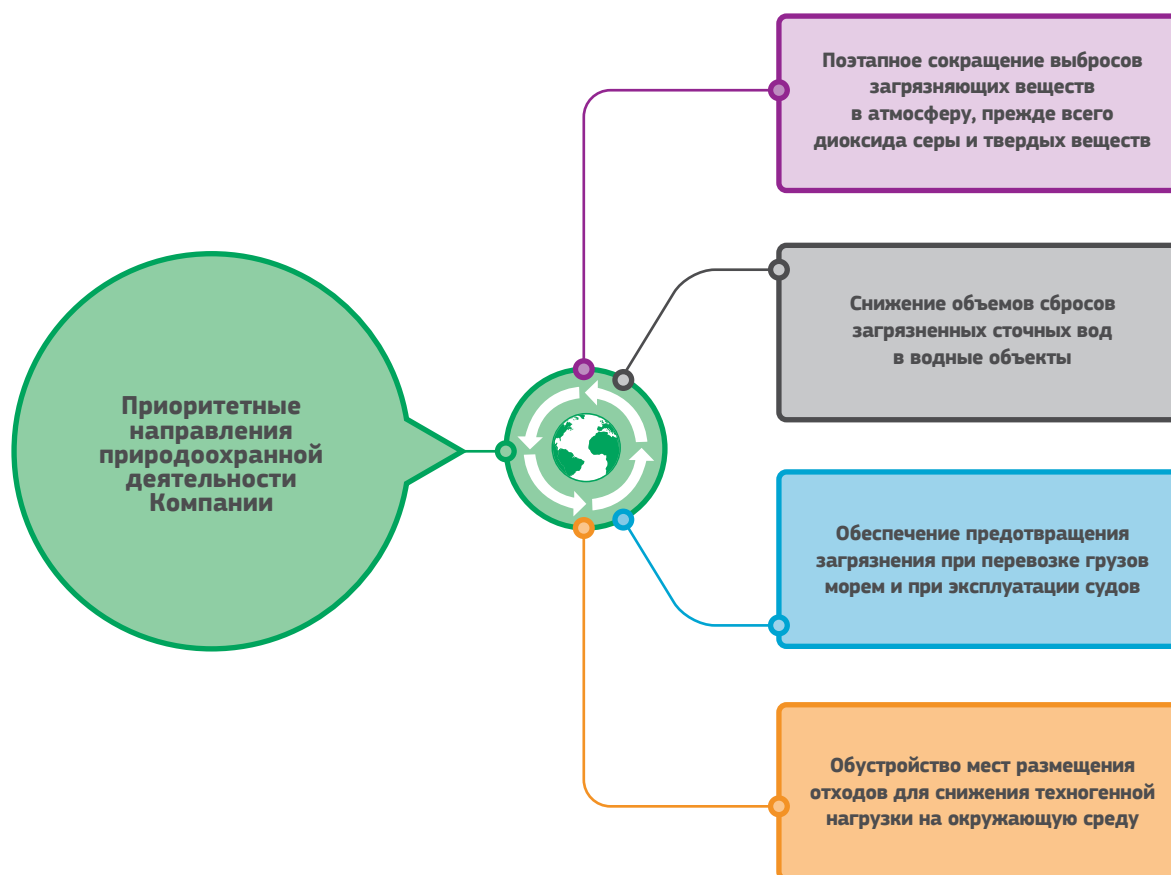 Приоритетные
направления
природоохранной
деятельности
Компании
Поэтапное сокращение выбросов
загрязняющих веществ
в атмосферу, прежде всего
диоксида серы и твердых веществ
Снижение объемов сбросов
загрязненных сточных вод
в водные объекты
Обеспечение предотвращения
загрязнения при перевозке грузов
морем и при эксплуатации судов
Обустройство мест размещения
отходов для снижения техногенной
нагрузки на окружающую среду